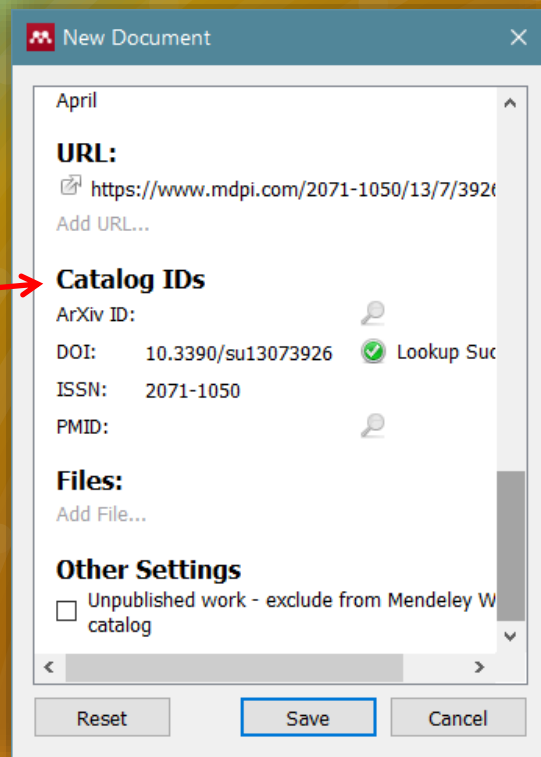 New Document
April
URL:
https://www.mdpi.com/2071-1050/13/7/3926
Add URL...
Catalog IDs
ArXiv ID:
DOI: 10.3390/su13073926 Lookup Suc
ISSN: 2071-1050
PMID:
Files:
Add File...
Other Settings
Unpublished work - exclude from Mendeley W
catalog
Reset Save Cancel